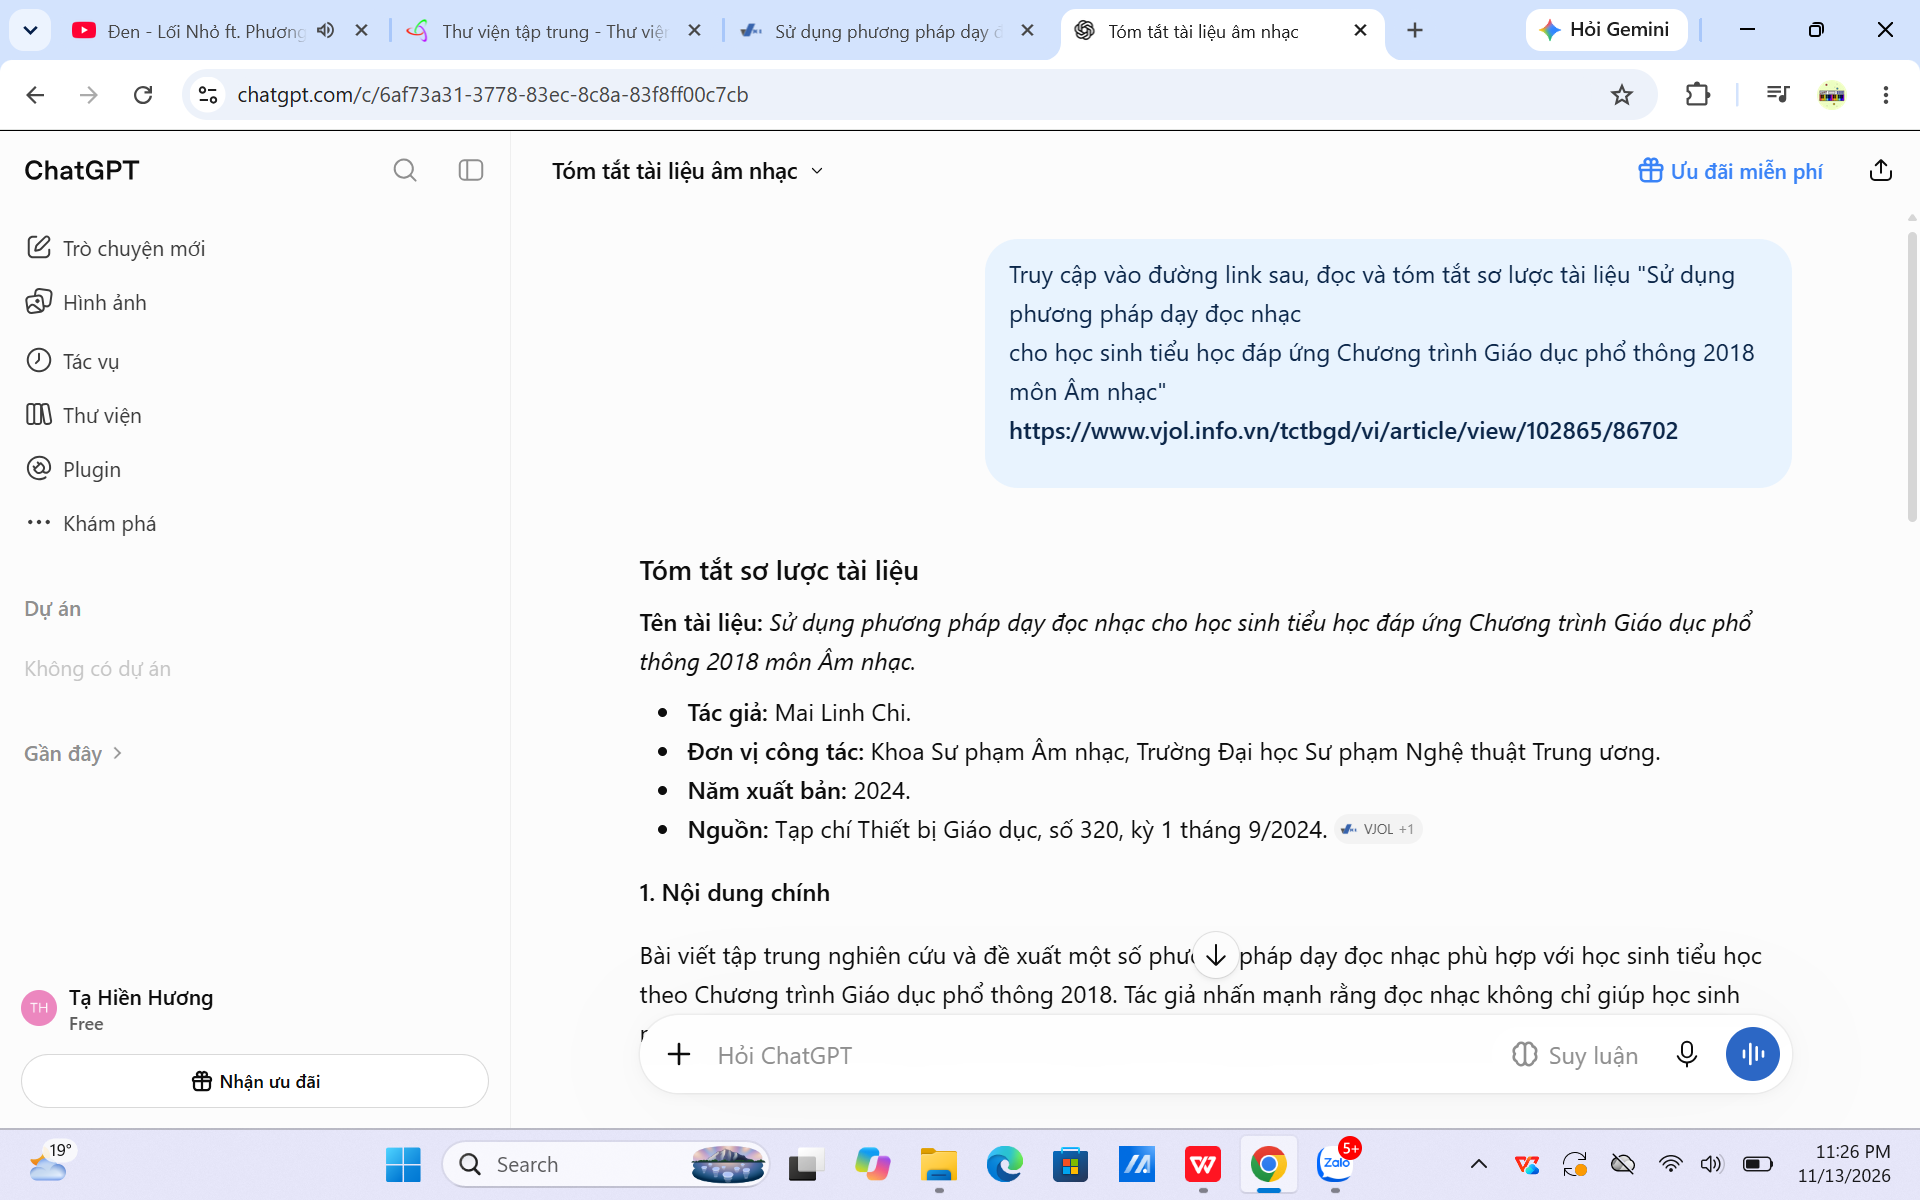 Đen - Lối Nhỏ ft. Phương
Thư viện tập trung - Thư viện
Sử dụng phương pháp dạy đ
Tóm tắt tài liệu âm nhạc
Hỏi Gemini
chatgpt.com/c/6af73a31-3778-83ec-8c8a-83f8ff00c7cb
ChatGPT
Trò chuyện mới
Hình ảnh
Tác vụ
Thư viện
Plugin
Khám phá
Dự án
Không có dự án
Gần đây
TH
Tạ Hiền Hương
Free
Nhận ưu đãi
Tóm tắt tài liệu âm nhạc
Ưu đãi miễn phí
Truy cập vào đường link sau, đọc và tóm tắt sơ lược tài liệu "Sử dụng
phương pháp dạy đọc nhạc
cho học sinh tiểu học đáp ứng Chương trình Giáo dục phổ thông 2018
môn Âm nhạc"
https://www.vjol.info.vn/tctbgd/vi/article/view/102865/86702
Tóm tắt sơ lược tài liệu
Tên tài liệu: Sử dụng phương pháp dạy đọc nhạc cho học sinh tiểu học đáp ứng Chương trình Giáo dục phổ
thông 2018 môn Âm nhạc.
Tác giả: Mai Linh Chi.
Đơn vị công tác: Khoa Sư phạm Âm nhạc, Trường Đại học Sư phạm Nghệ thuật Trung ương.
Năm xuất bản: 2024.
Nguồn: Tạp chí Thiết bị Giáo dục, số 320, kỳ 1 tháng 9/2024. VJOL +1
1. Nội dung chính
Bài viết tập trung nghiên cứu và đề xuất một số phư pháp dạy đọc nhạc phù hợp với học sinh tiểu học
theo Chương trình Giáo dục phổ thông 2018. Tác giả nhấn mạnh rằng đọc nhạc không chỉ giúp học sinh
Hỏi ChatGPT
Suy luận
19°
Search
Zalo
5+
11:26 PM
11/13/2026